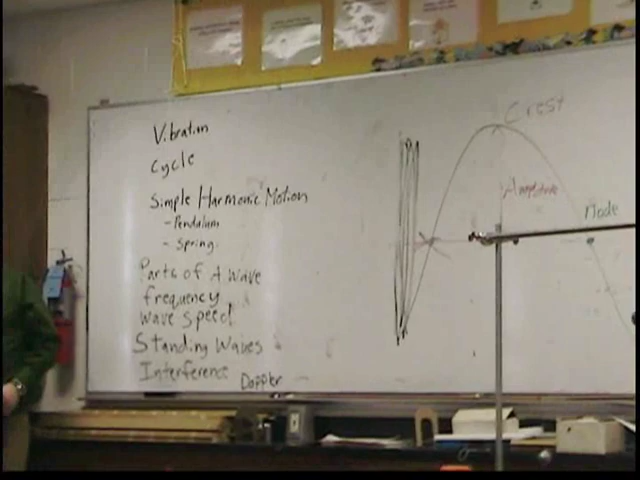 Vibration
Cycle
Simple Harmonic Motion
- Pendulum
- Spring
Parts of A wave
frequency
wave speed
Standing Waves
Interference
Doppler
Crest
Amplitude
Node